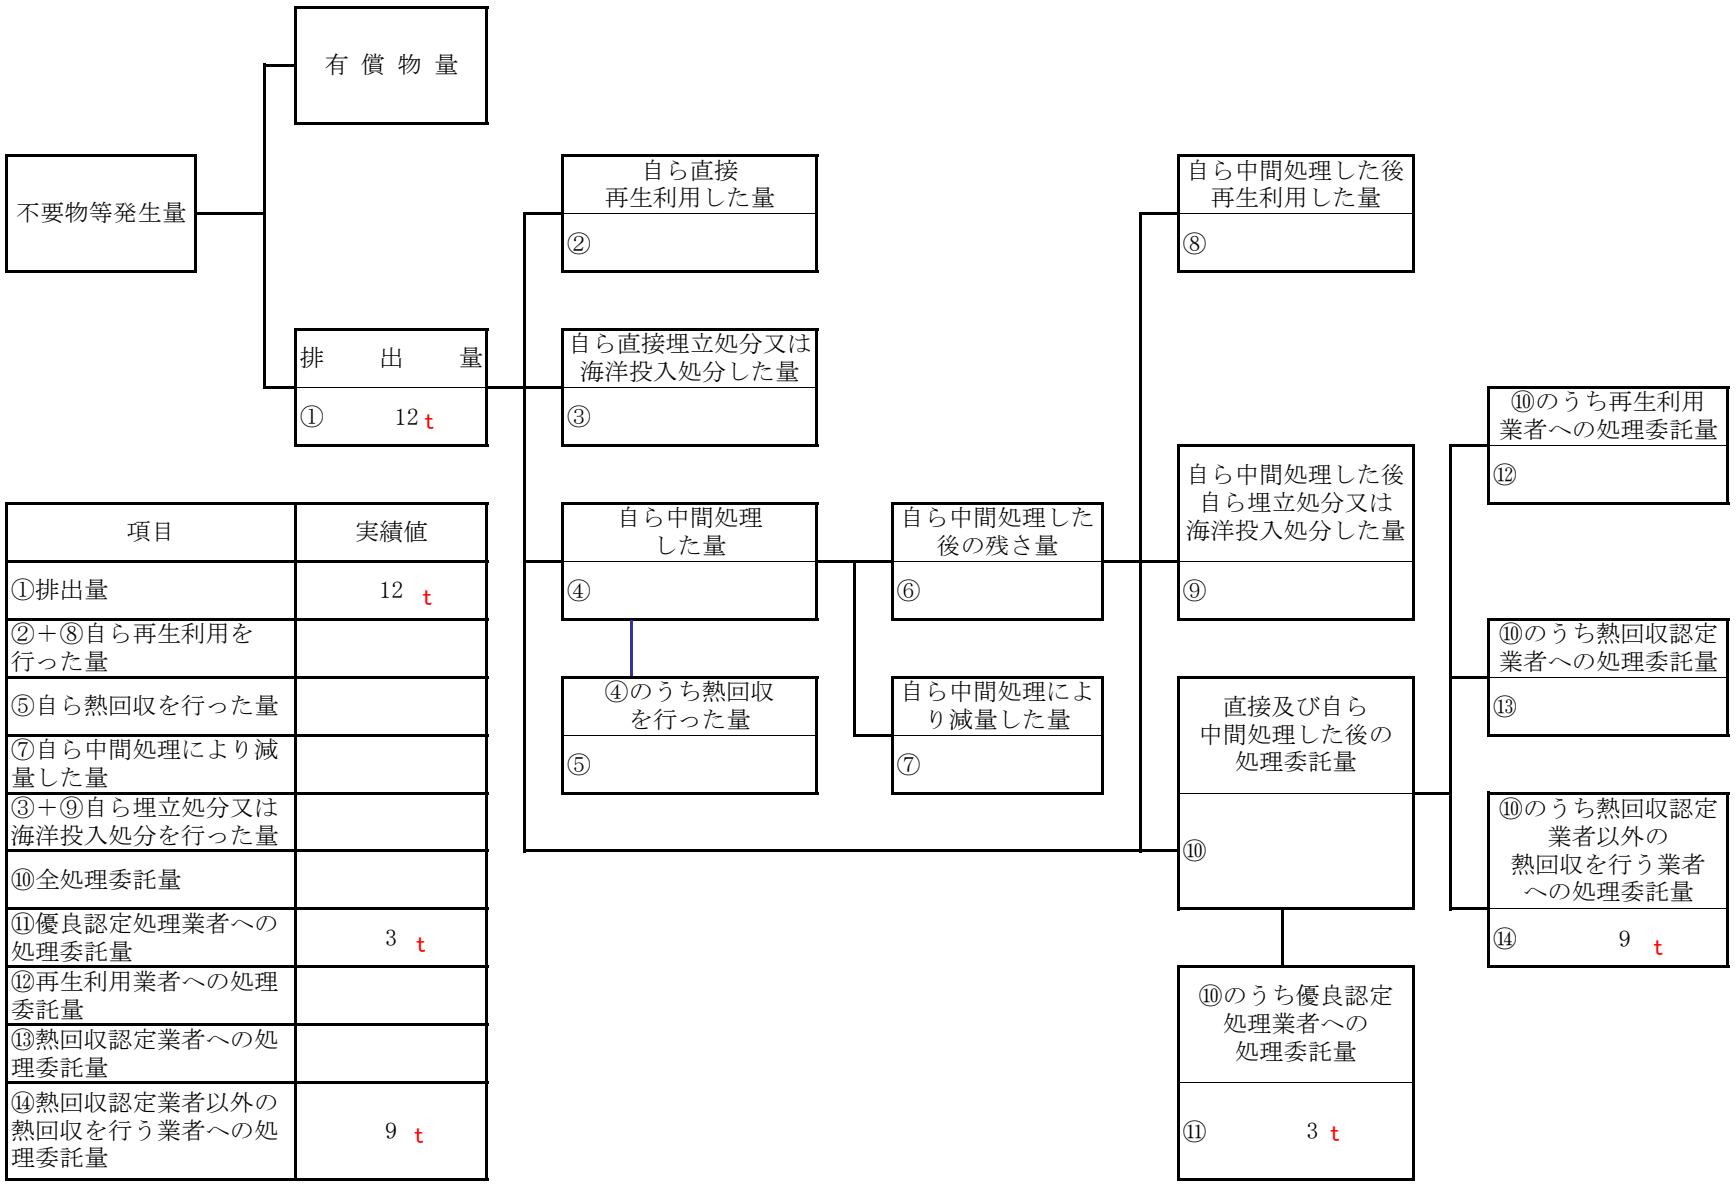 有償物量
不要物等発生量
排出量
① 12 t
自ら直接
再生利用した量
②
自ら直接埋立処分又は
海洋投入処分した量
③
自ら中間処理
した量
④
④のうち熱回収
を行った量
⑤
自ら中間処理した
後の残さ量
⑥
自ら中間処理によ
り減量した量
⑦
自ら中間処理した後
再生利用した量
⑧
自ら中間処理した後
自ら埋立処分又は
海洋投入処分した量
⑨
直接及び自ら
中間処理した後の
処理委託量
⑩
⑩のうち優良認定
処理業者への
処理委託量
⑪ 3 t
⑩のうち再生利用
業者への処理委託量
⑫
⑩のうち熱回収認定
業者への処理委託量
⑬
⑩のうち熱回収認定
業者以外の
熱回収を行う業者
への処理委託量
⑭ 9 t
項目 実績値
①排出量 12 t
②+⑧自ら再生利用を
行った量
⑤自ら熱回収を行った量
⑦自ら中間処理により減
量した量
③+⑨自ら埋立処分又は
海洋投入処分を行った量
⑩全処理委託量
⑪優良認定処理業者への
処理委託量 3 t
⑫再生利用業者への処理
委託量
⑬熱回収認定業者への処
理委託量
⑭熱回収認定業者以外の
熱回収を行う業者への処
理委託量 9 t